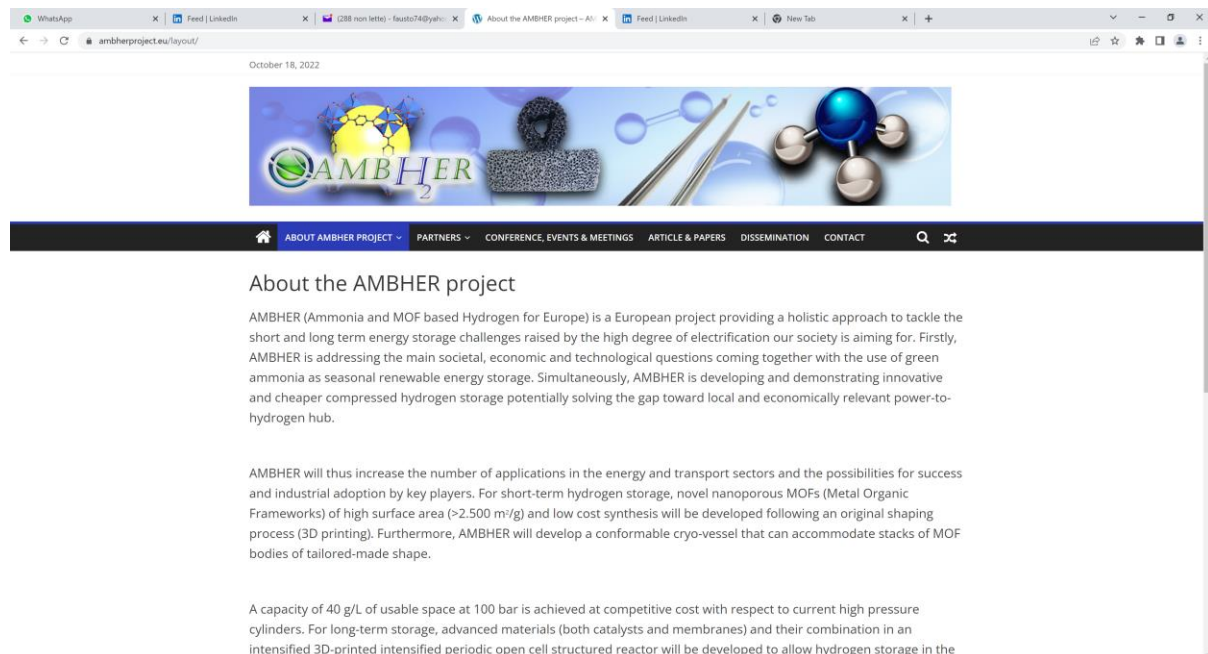 WhatsApp
Feed | LinkedIn
(288 non lette) - fausto74@yaho
About the AMBHER project – AM
Feed | LinkedIn
New Tab
ambherproject.eu/layout/
October 18, 2022
AMBH2ER
ABOUT AMBHER PROJECT
PARTNERS
CONFERENCE, EVENTS & MEETINGS
ARTICLE & PAPERS
DISSEMINATION
CONTACT
About the AMBHER project
AMBHER (Ammonia and MOF based Hydrogen for Europe) is a European project providing a holistic approach to tackle the
short and long term energy storage challenges raised by the high degree of electrification our society is aiming for. Firstly,
AMBHER is addressing the main societal, economic and technological questions coming together with the use of green
ammonia as seasonal renewable energy storage. Simultaneously, AMBHER is developing and demonstrating innovative
and cheaper compressed hydrogen storage potentially solving the gap toward local and economically relevant power-to-
hydrogen hub.
AMBHER will thus increase the number of applications in the energy and transport sectors and the possibilities for success
and industrial adoption by key players. For short-term hydrogen storage, novel nanoporous MOFs (Metal Organic
Frameworks) of high surface area (>2.500 m²/g) and low cost synthesis will be developed following an original shaping
process (3D printing). Furthermore, AMBHER will develop a conformable cryo-vessel that can accommodate stacks of MOF
bodies of tailored-made shape.
A capacity of 40 g/L of usable space at 100 bar is achieved at competitive cost with respect to current high pressure
cylinders. For long-term storage, advanced materials (both catalysts and membranes) and their combination in an
intensified 3D-printed intensified periodic open cell structured reactor will be developed to allow hydrogen storage in the